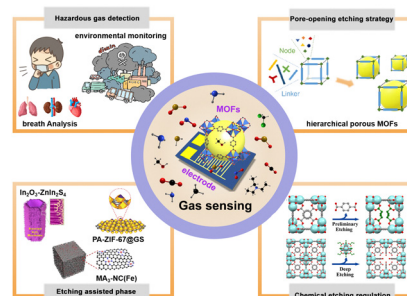 Hazardous gas detection
environmental monitoring
breath Analysis
Pore-opening etching strategy
Node
Linker
hierarchical porous MOFs
MOFs
electrode
Gas sensing
In₂O₃-ZnIn₂S₄
PA-ZIF-67@GS
MA₃-NC(Fe)
Etching assisted phase
Preliminary
Etching
Deep
Etching
Chemical etching regulation